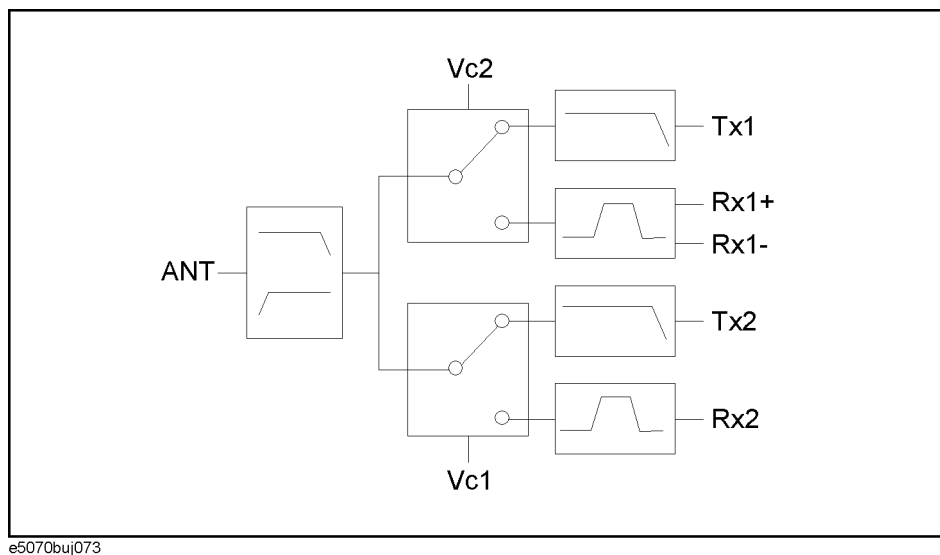 Vc2
Tx1
Rx1+
Rx1-
ANT
Tx2
Rx2
Vc1
e5070buj073